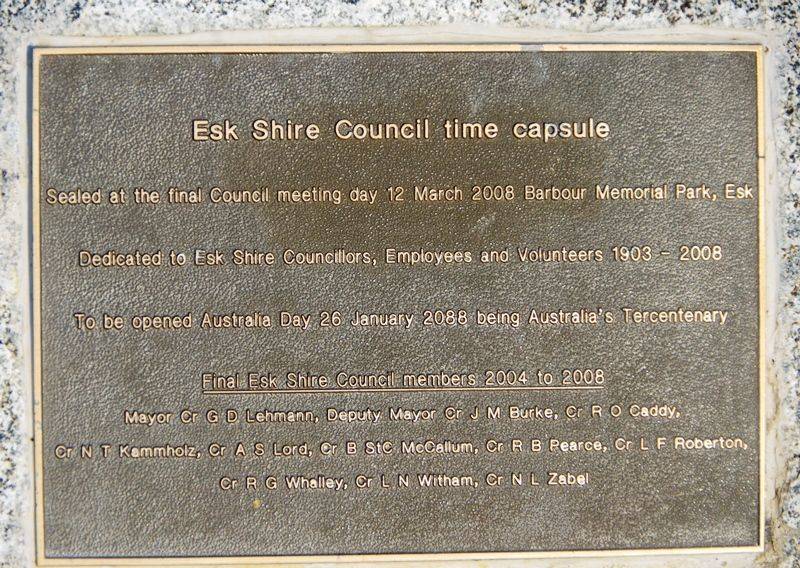 Esk Shire Council time capsule
Sealed at the final Council meeting day 12 March 2008 Barbour Memorial Park, Esk
Dedicated to Esk Shire Councillors, Employees and Volunteers 1903 - 2008
To be opened Australia Day 26 January 2088 being Australia's Tercentenary
Final Esk Shire Council members 2004 to 2008
Mayor Cr G D Lehmann, Deputy Mayor Cr J M Burke, Cr R O Caddy,
Cr N T Kammholz, Cr A S Lord, Cr B StC McCallum, Cr R B Pearce, Cr L F Roberton,
Cr R G Whalley, Cr L N Witham, Cr N L Zabel